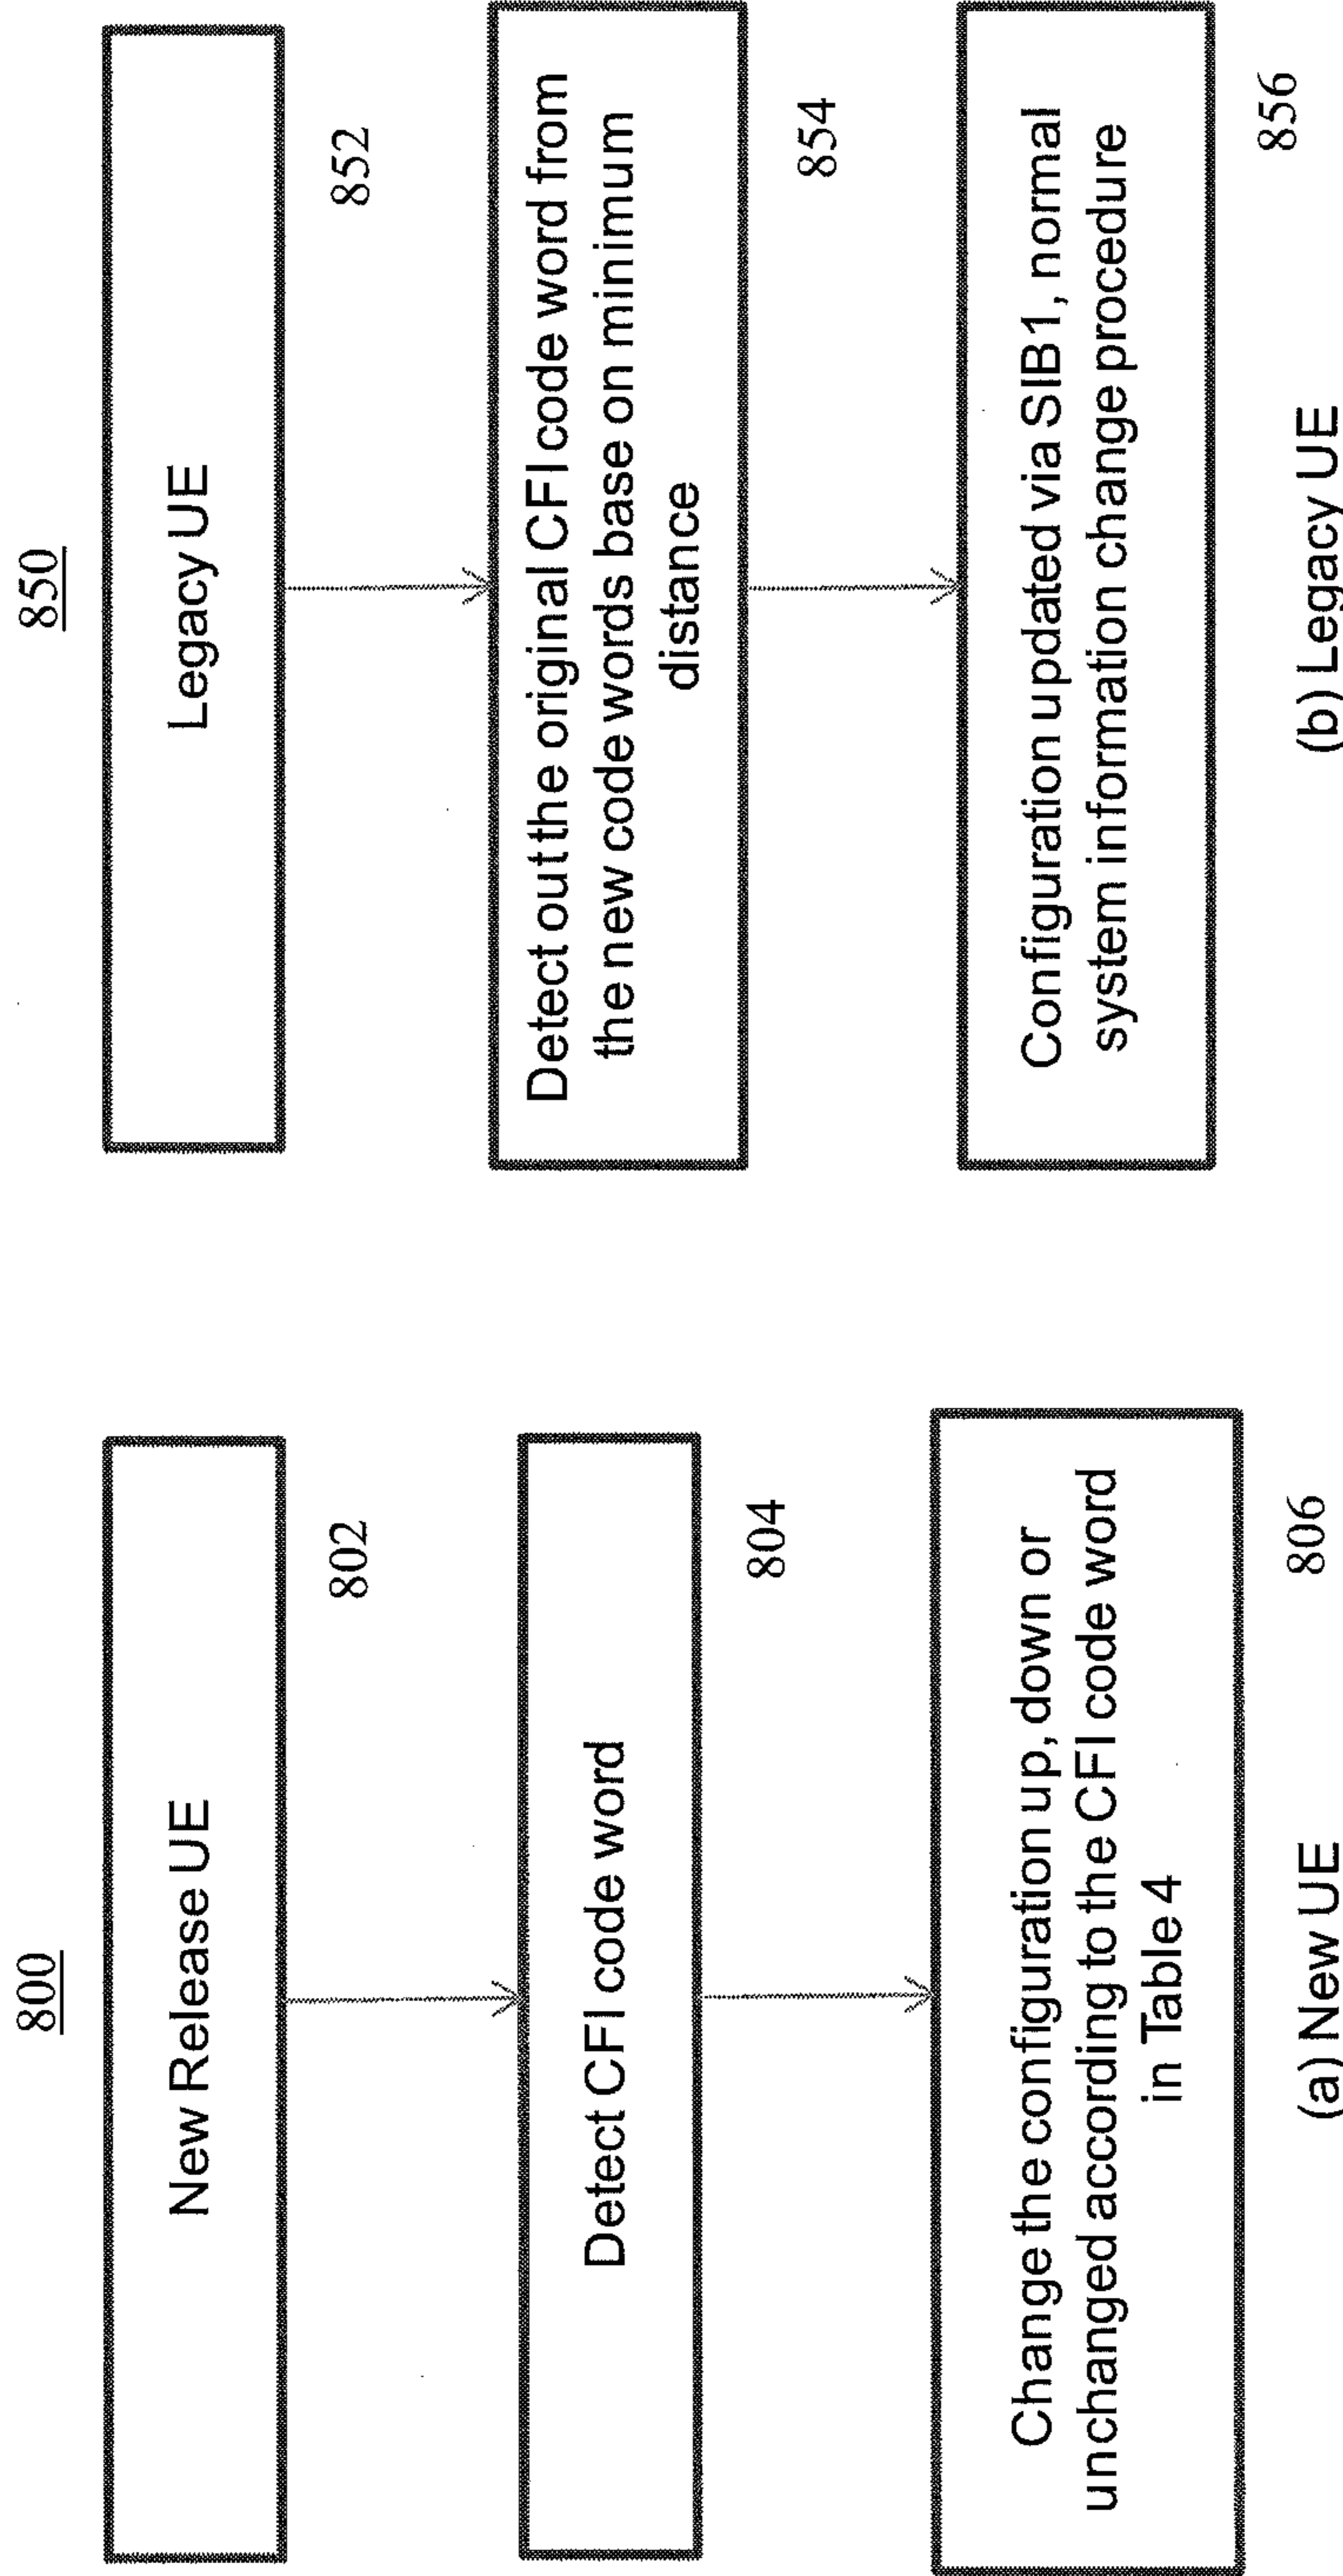 800
New Release UE
802
Detect CFI code word
804
Change the configuration up, down or
unchanged according to the CFI code word
in Table 4
806
(a) New UE
850
Legacy UE
852
Detect out the original CFI code word from
the new code words base on minimum
distance
854
Configuration updated via SIB1, normal
system information change procedure
856
(b) Legacy UE